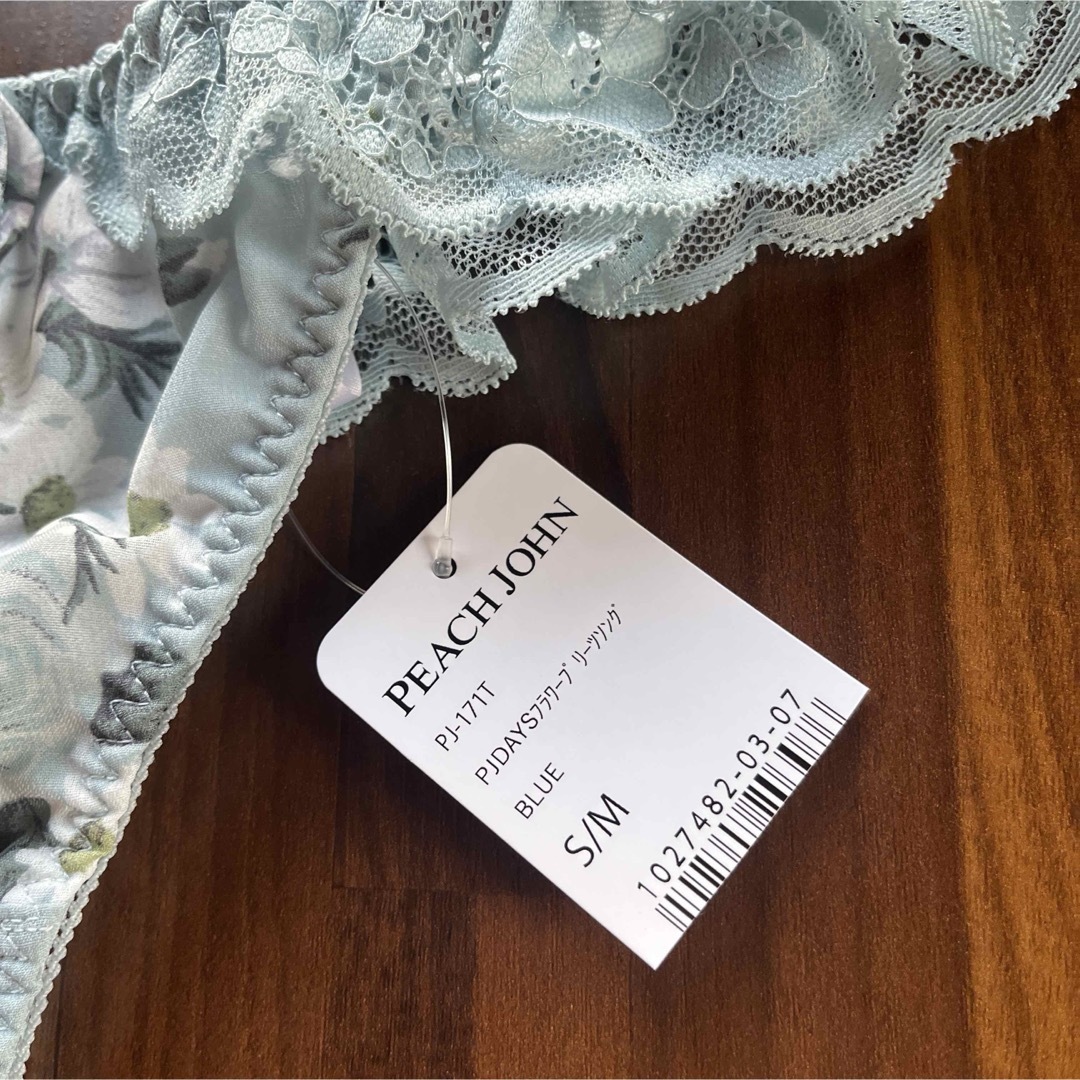 PEACH JOHN
PJ-171T
PJDAYSﾌﾗﾜｰﾌﾟﾘｰﾂｿﾝｸﾞ
BLUE
S/M
1027482-03-07